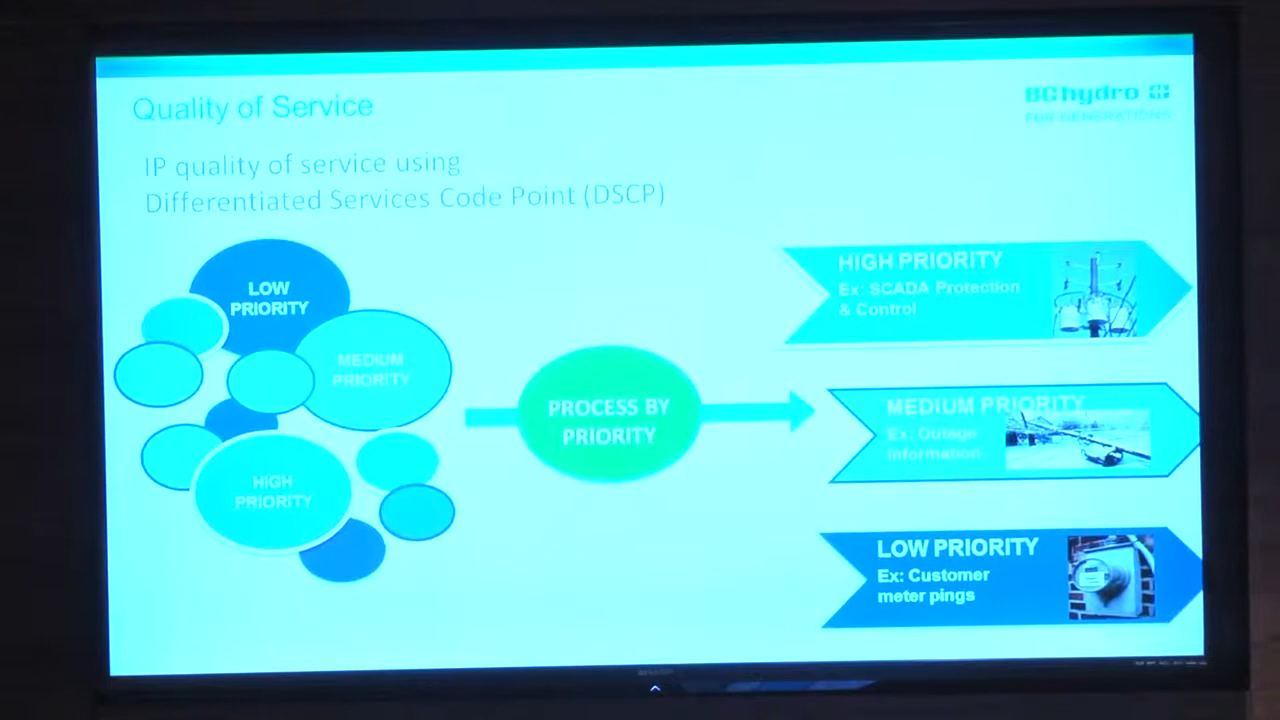 Quality of Service
BChydro
FOR GENERATIONS
IP quality of service using
Differentiated Services Code Point (DSCP)
LOW
PRIORITY
MEDIUM
PRIORITY
HIGH
PRIORITY
PROCESS BY
PRIORITY
HIGH PRIORITY
Ex: SCADA Protection
& Control
MEDIUM PRIORITY
Ex: Outage
Information
LOW PRIORITY
Ex: Customer
meter pings